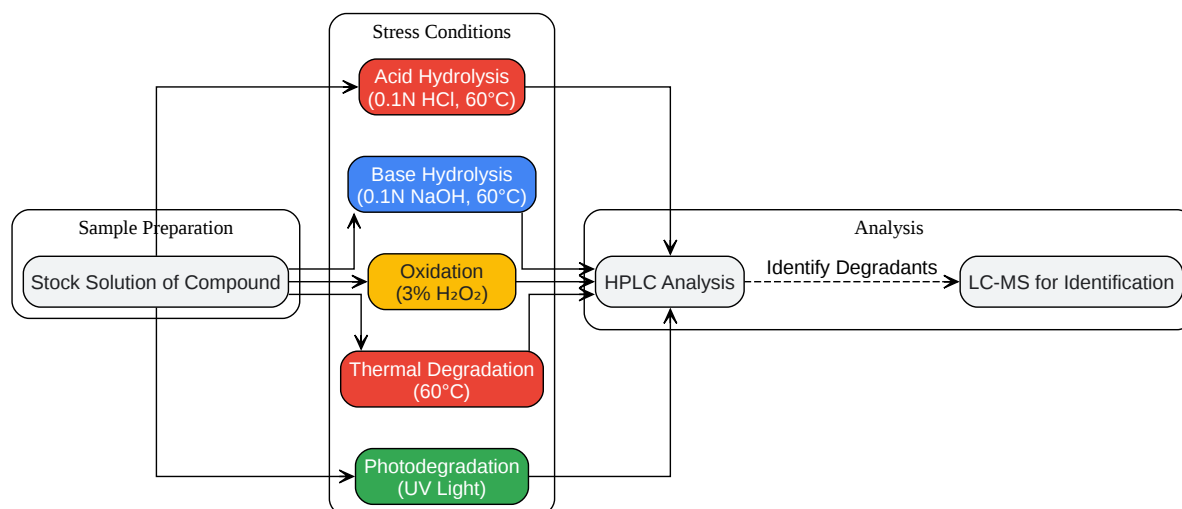 Stress Conditions
Acid Hydrolysis
(0.1N HCl, 60°C)
Base Hydrolysis
(0.1N NaOH, 60°C)
Sample Preparation
Stock Solution of Compound
Oxidation
(3% H₂O₂)
Thermal Degradation
(60°C)
Photodegradation
(UV Light)
Analysis
HPLC Analysis
Identify Degradants
LC-MS for Identification